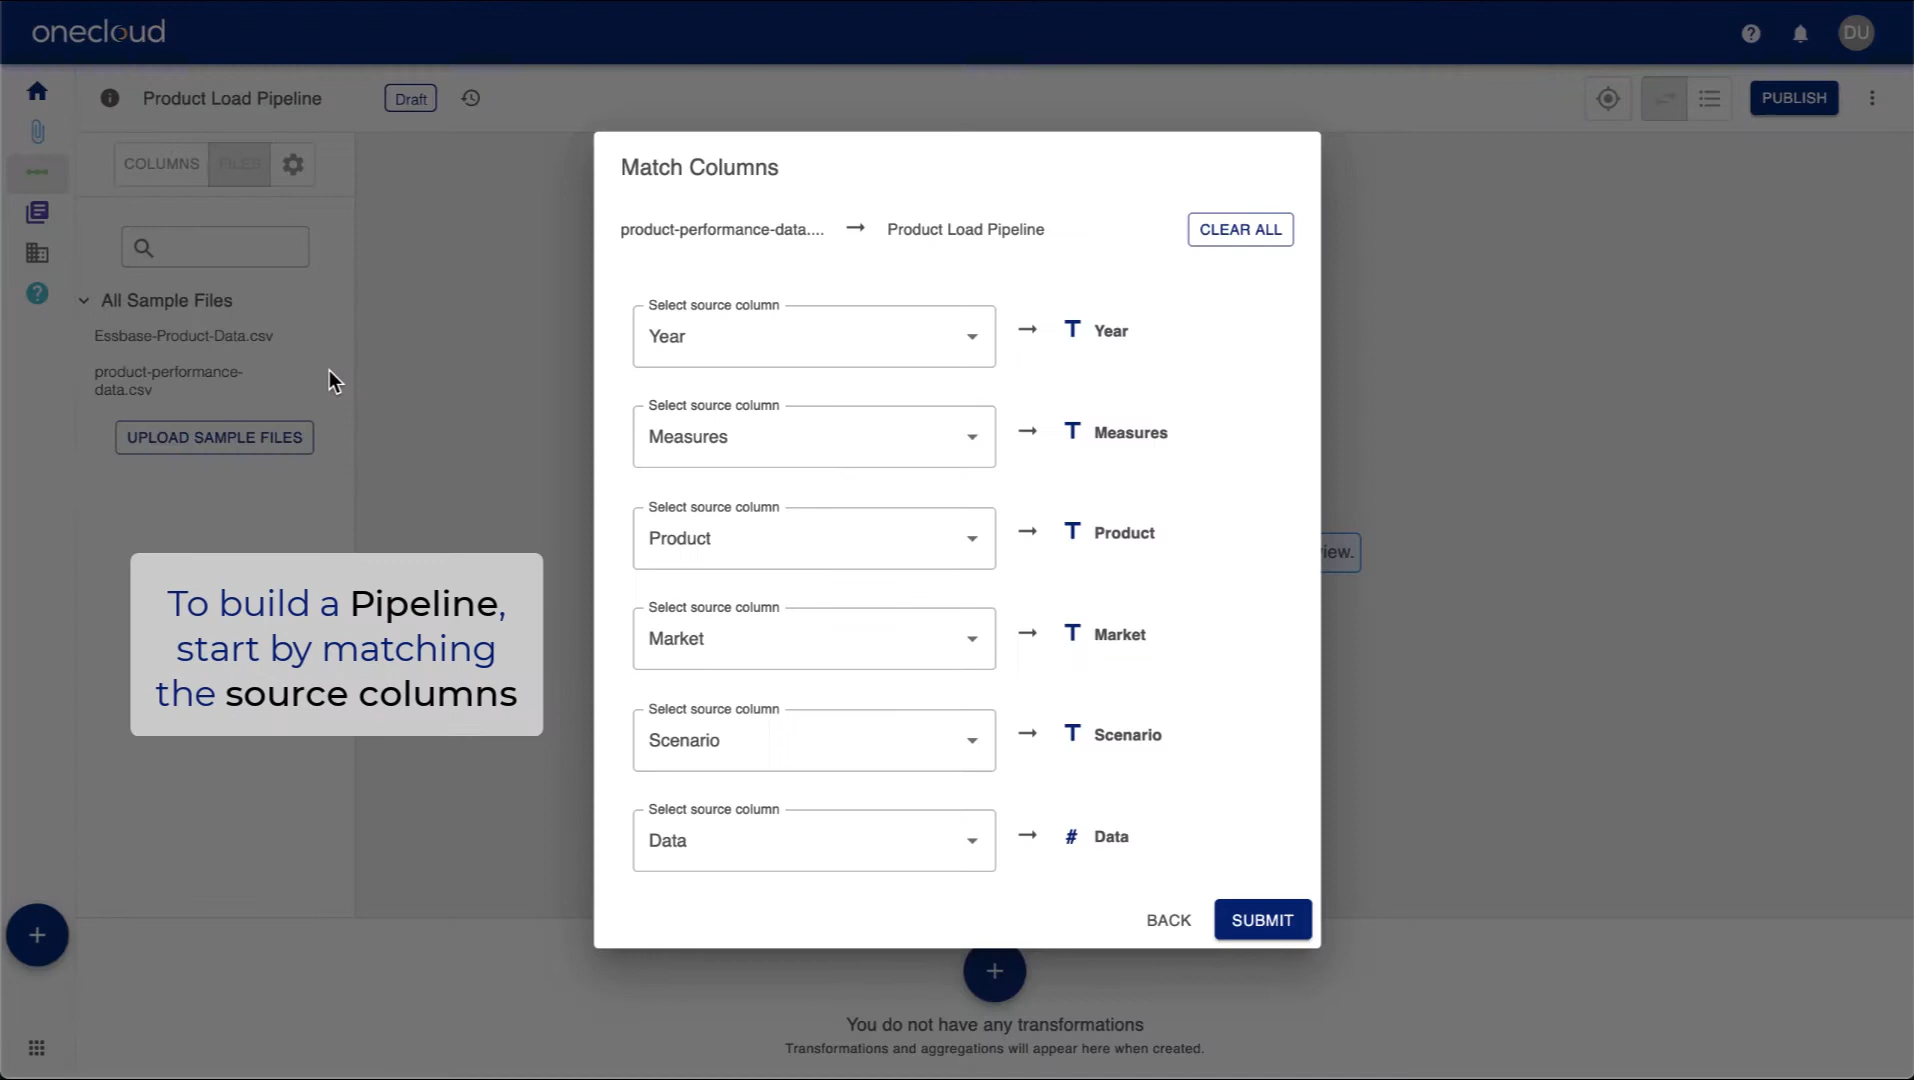 onecloud
DU
Product Load Pipeline
Draft
PUBLISH
COLUMNS
FILES
All Sample Files
Essbase-Product-Data.csv
product-performance-
data.csv
UPLOAD SAMPLE FILES
To build a Pipeline,
start by matching
the source columns
Match Columns
product-performance-data.... → Product Load Pipeline
CLEAR ALL
Select source column
Year → T Year
Select source column
Measures → T Measures
Select source column
Product → T Product
Select source column
Market → T Market
Select source column
Scenario → T Scenario
Select source column
Data → # Data
BACK
SUBMIT
You do not have any transformations
Transformations and aggregations will appear here when created.